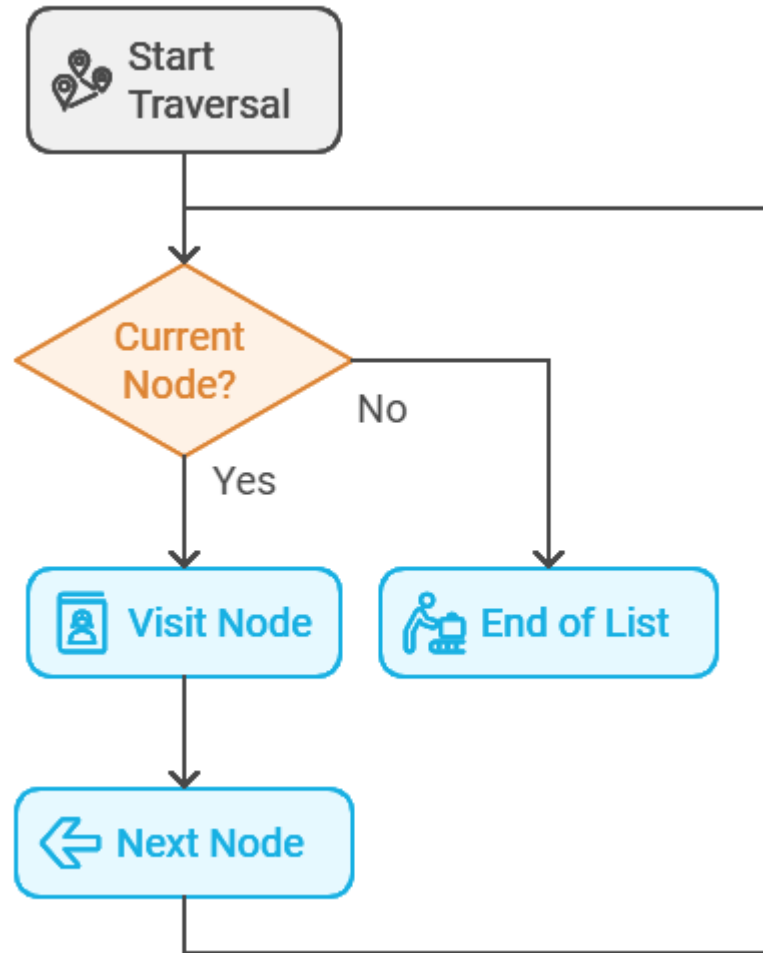 Start
Traversal
Current
Node?
No
Yes
Visit Node
End of List
Next Node